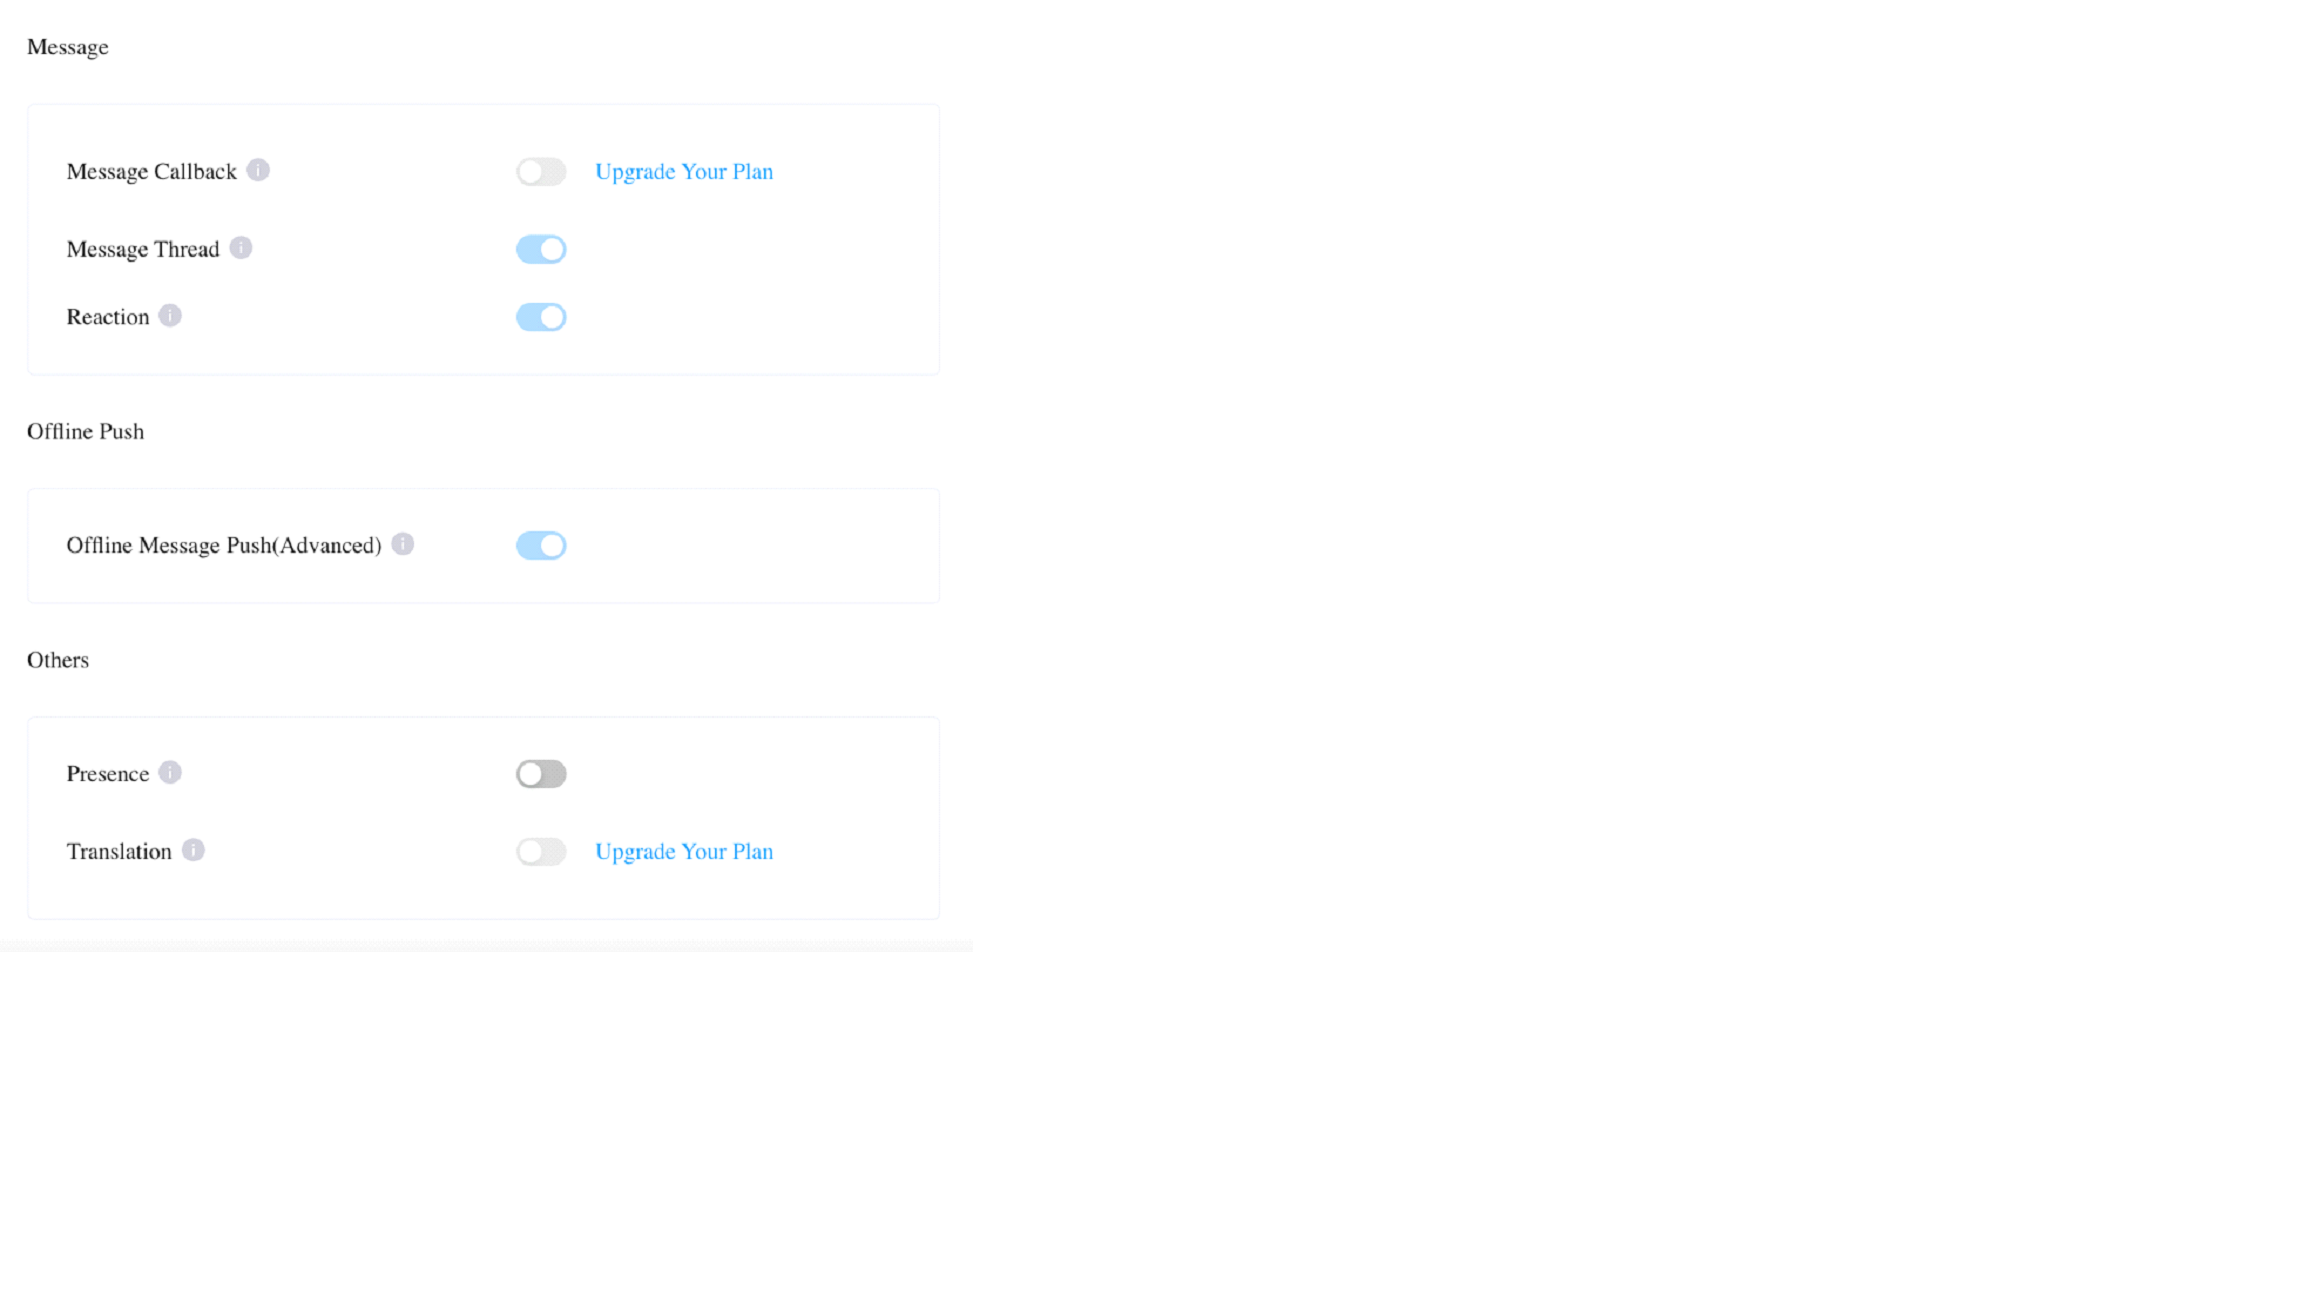 Message
Message Callback Upgrade Your Plan
Message Thread
Reaction
Offline Push
Offline Message Push(Advanced)
Others
Presence
Translation Upgrade Your Plan